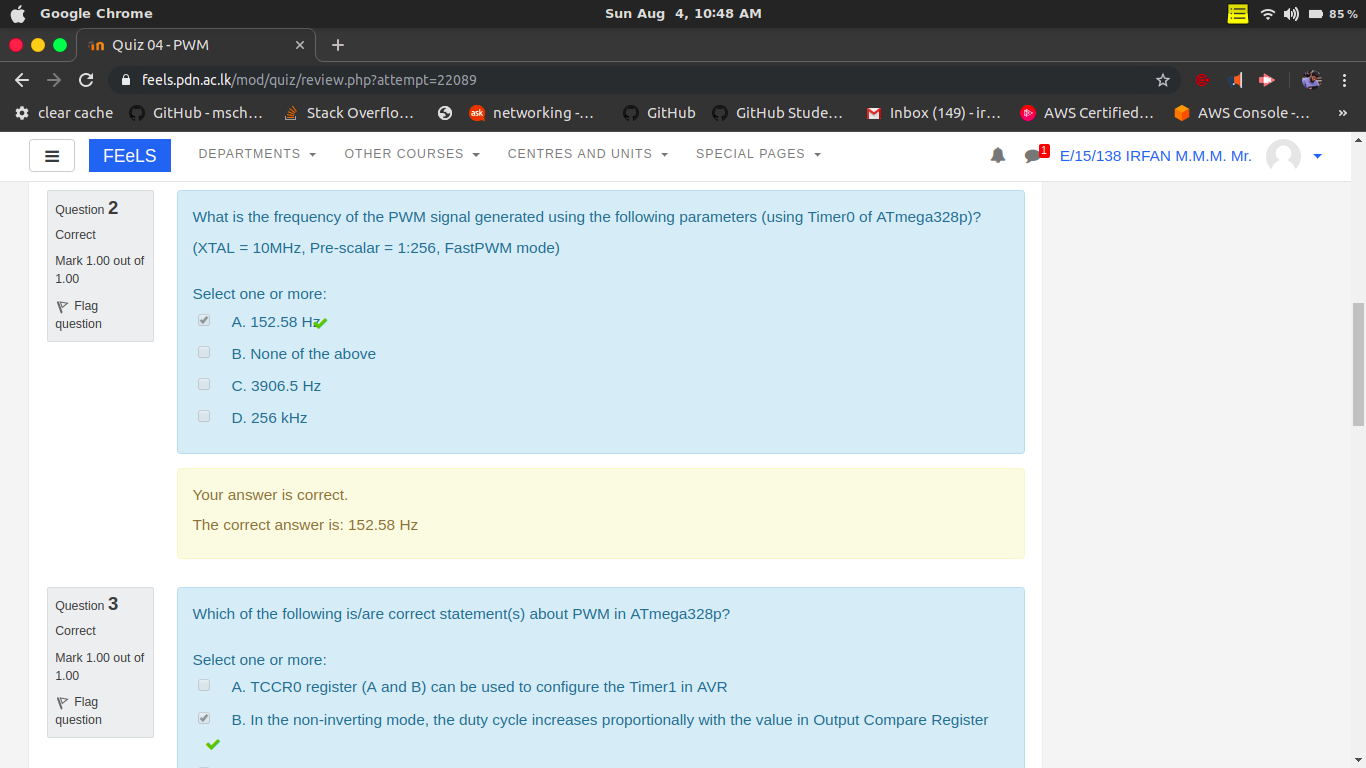 Google Chrome
Sun Aug 4, 10:48 AM
85 %
Quiz 04 - PWM
feels.pdn.ac.lk/mod/quiz/review.php?attempt=22089
clear cache
GitHub - msch...
Stack Overflo...
ask
networking -...
GitHub
GitHub Stude...
Inbox (149) - ir...
AWS Certified...
AWS Console -...
»
FEeLS
DEPARTMENTS
OTHER COURSES
CENTRES AND UNITS
SPECIAL PAGES
1
E/15/138 IRFAN M.M.M. Mr.
Question 2
Correct
Mark 1.00 out of
1.00
Flag
question
What is the frequency of the PWM signal generated using the following parameters (using Timer0 of ATmega328p)?
(XTAL = 10MHz, Pre-scalar = 1:256, FastPWM mode)
Select one or more:
A. 152.58 Hz
B. None of the above
C. 3906.5 Hz
D. 256 kHz
Your answer is correct.
The correct answer is: 152.58 Hz
Question 3
Correct
Mark 1.00 out of
1.00
Flag
question
Which of the following is/are correct statement(s) about PWM in ATmega328p?
Select one or more:
A. TCCR0 register (A and B) can be used to configure the Timer1 in AVR
B. In the non-inverting mode, the duty cycle increases proportionally with the value in Output Compare Register